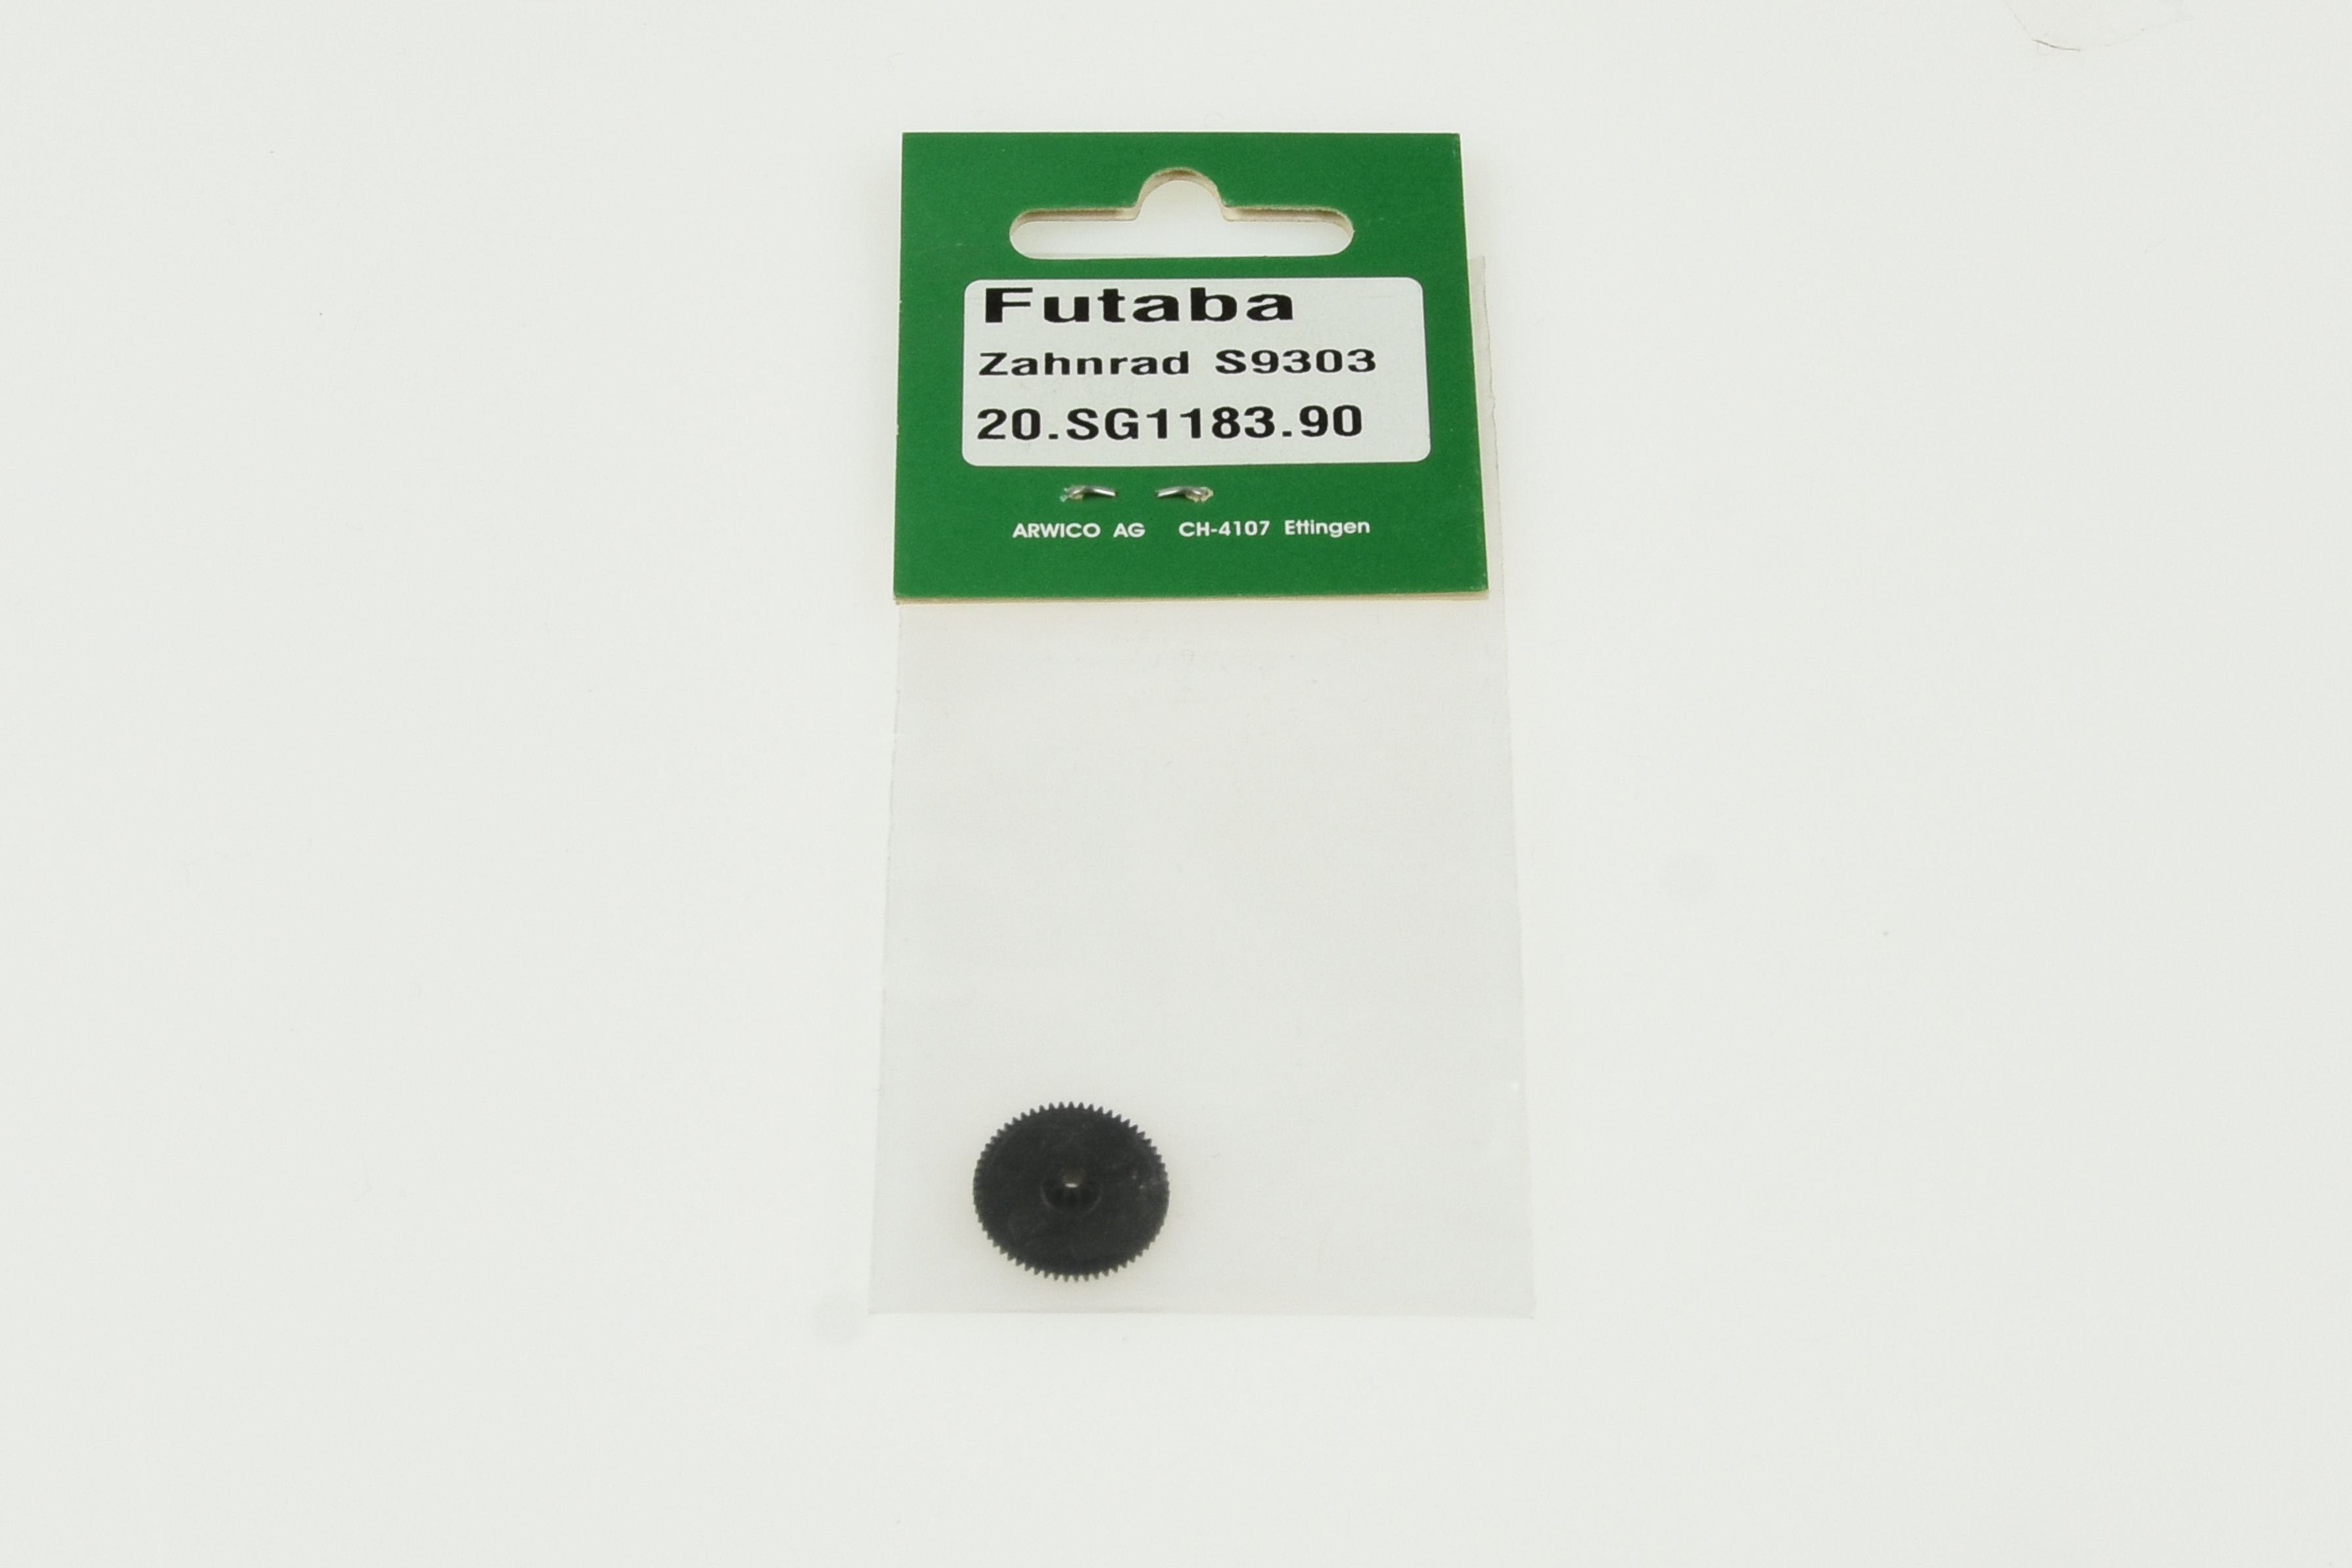 Futaba
Zahnrad S9303
20.SG1183.90
ARWICO AG CH-4107 Ettingen